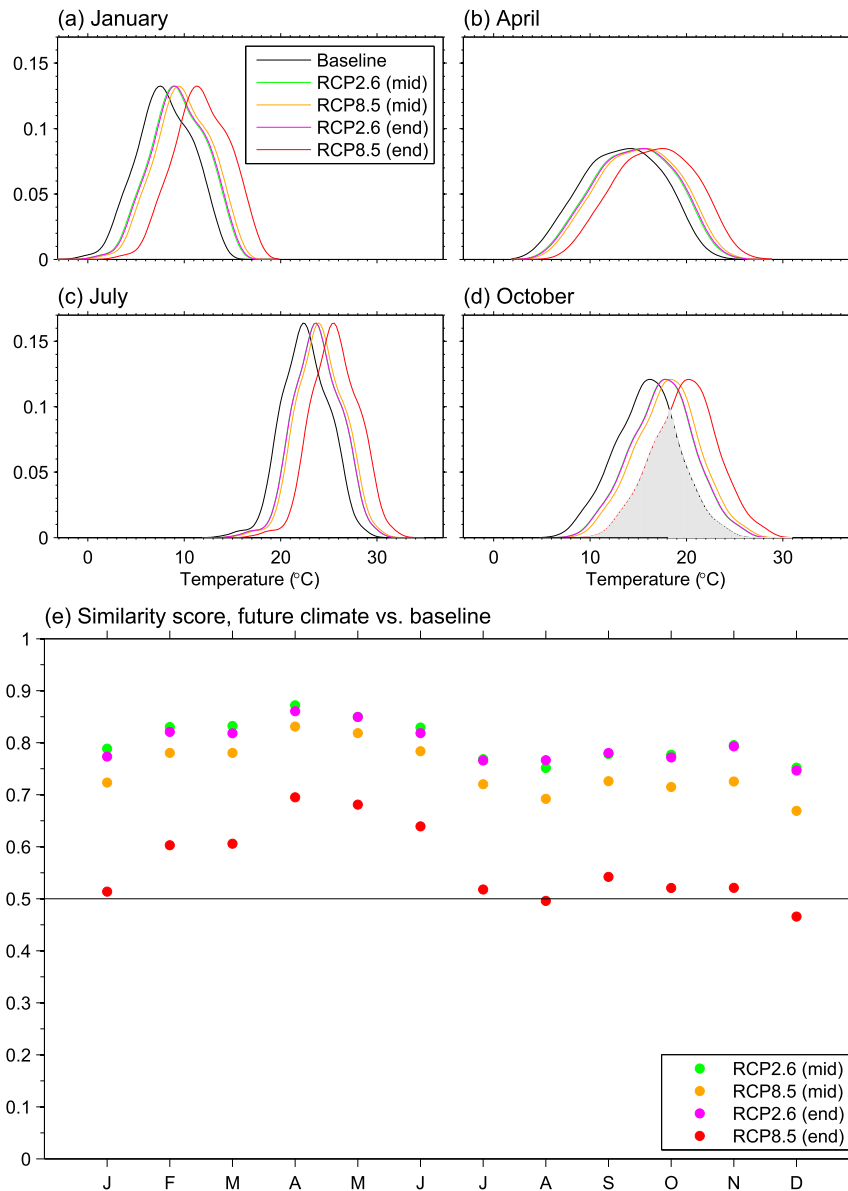 (a) January
(b) April
0.15
0.1
0.05
0
Baseline
RCP2.6 (mid)
RCP8.5 (mid)
RCP2.6 (end)
RCP8.5 (end)
(c) July
(d) October
0.15
0.1
0.05
0
0 10 20 30
0 10 20 30
Temperature (°C)
Temperature (°C)
(e) Similarity score, future climate vs. baseline
1
0.9
0.8
0.7
0.6
0.5
0.4
0.3
0.2
0.1
0
RCP2.6 (mid)
RCP8.5 (mid)
RCP2.6 (end)
RCP8.5 (end)
J F M A M J J A S O N D